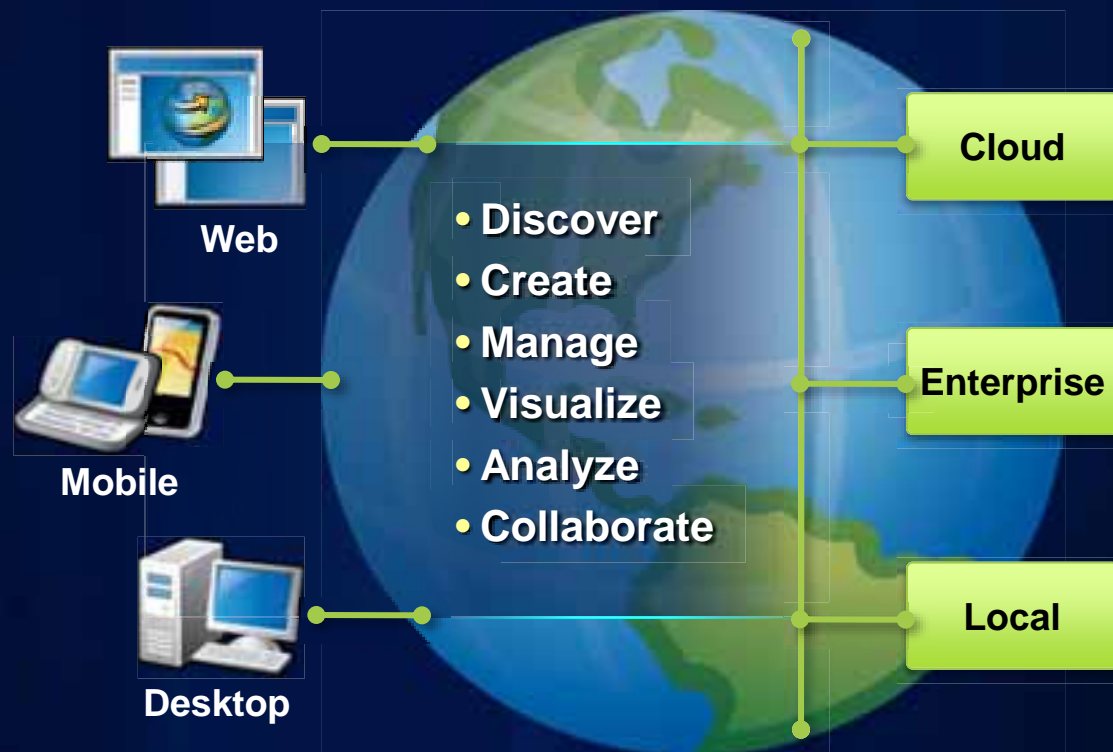 Web
Mobile
Desktop
• Discover
• Create
• Manage
• Visualize
• Analyze
• Collaborate
Cloud
Enterprise
Local